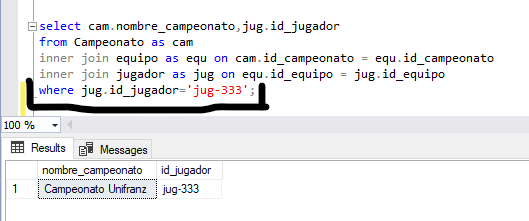 select cam.nombre_campeonato,jug.id_jugador
from Campeonato as cam
inner join equipo as equ on cam.id_campeonato = equ.id_campeonato
inner join jugador as jug on equ.id_equipo = jug.id_equipo
where jug.id_jugador='jug-333';
100 %
Results Messages
nombre_campeonato id_jugador
1 Campeonato Unifranz jug-333